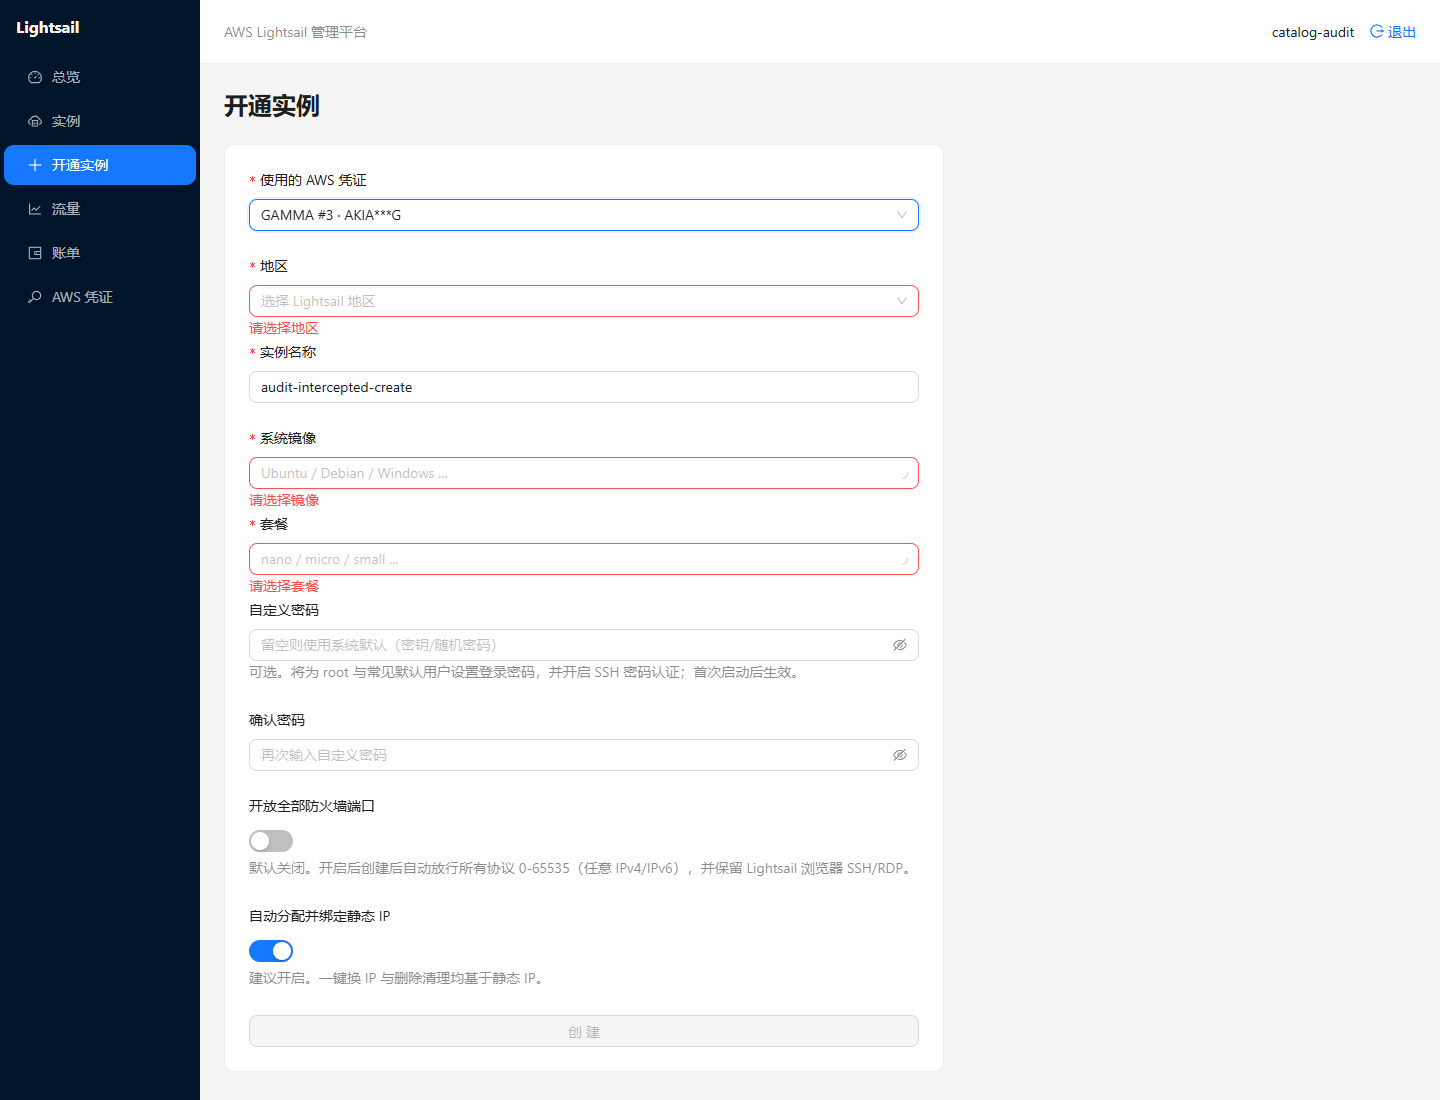 Lightsail
总览
实例
开通实例
流量
账单
AWS 凭证
AWS Lightsail 管理平台
catalog-audit
退出
开通实例
* 使用的 AWS 凭证
GAMMA #3 · AKIA***G
* 地区
选择 Lightsail 地区
请选择地区
* 实例名称
audit-intercepted-create
* 系统镜像
Ubuntu / Debian / Windows ...
请选择镜像
* 套餐
nano / micro / small ...
请选择套餐
自定义密码
留空则使用系统默认（密钥/随机密码）
可选。将为 root 与常见默认用户设置登录密码，并开启 SSH 密码认证；首次启动后生效。
确认密码
再次输入自定义密码
开放全部防火墙端口
默认关闭。开启后创建后自动放行所有协议 0-65535（任意 IPv4/IPv6），并保留 Lightsail 浏览器 SSH/RDP。
自动分配并绑定静态 IP
建议开启。一键换 IP 与删除清理均基于静态 IP。
创 建